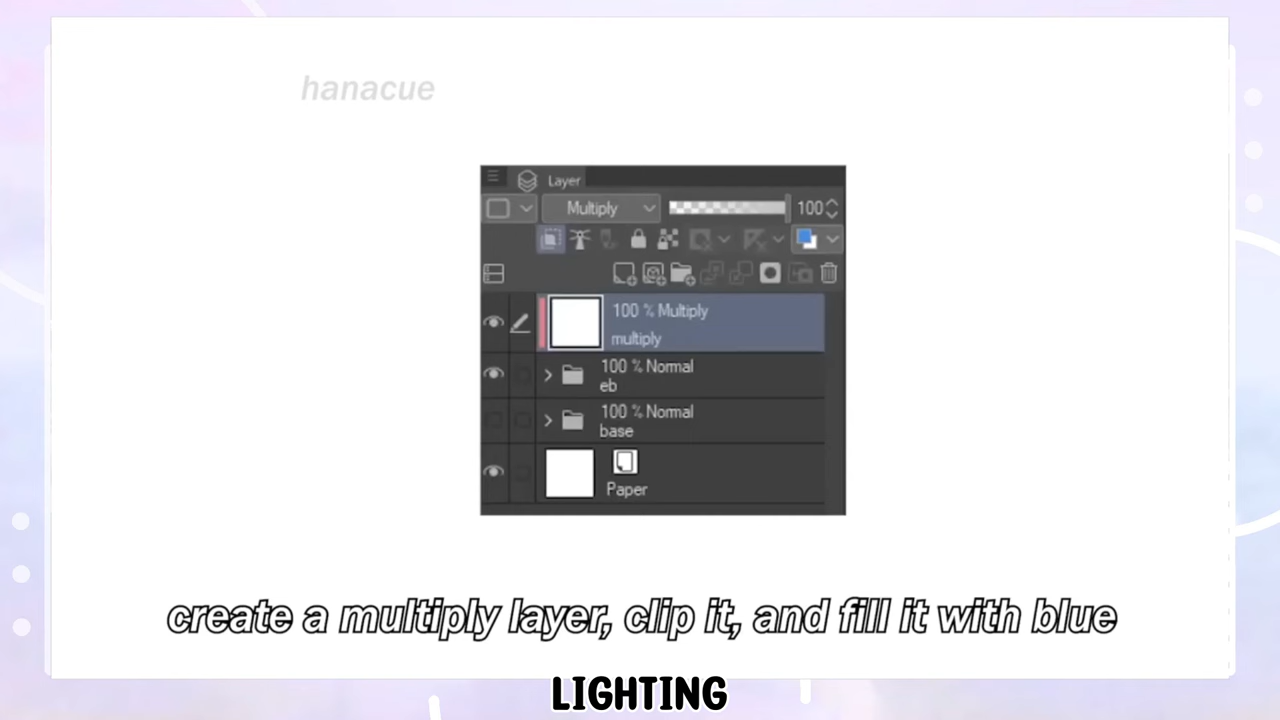 hanacue
Layer
Multiply 100
100 % Multiply
multiply
100 % Normal
eb
100 % Normal
base
Paper
create a multiply layer, clip it, and fill it with blue
LIGHTING